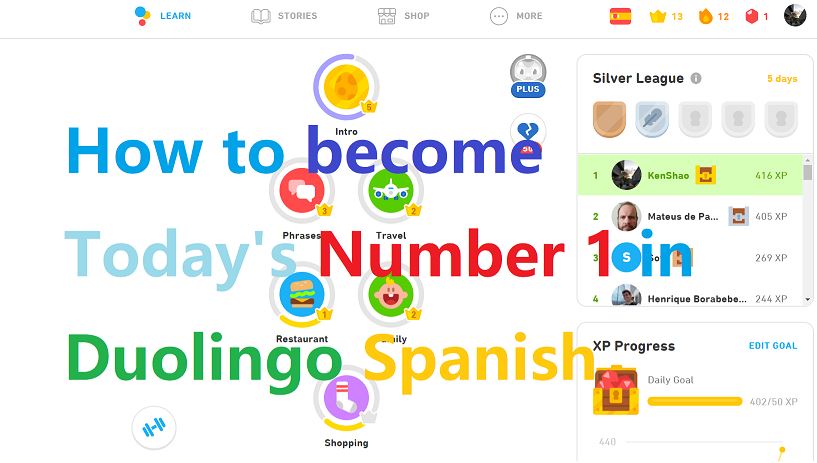 LEARN STORIES SHOP MORE 13 12 1
PLUS
5
Intro
How to become
3
2
Phrases Travel
Today's Number 1 in
1
2
Restaurant Family
Duolingo Spanish
Shopping
Silver League 5 days
1 KenShao 416 XP
2 Mateus de Pa... 405 XP
3 S 269 XP
4 Henrique Borabebe... 244 XP
XP Progress EDIT GOAL
Daily Goal
402/50 XP
440